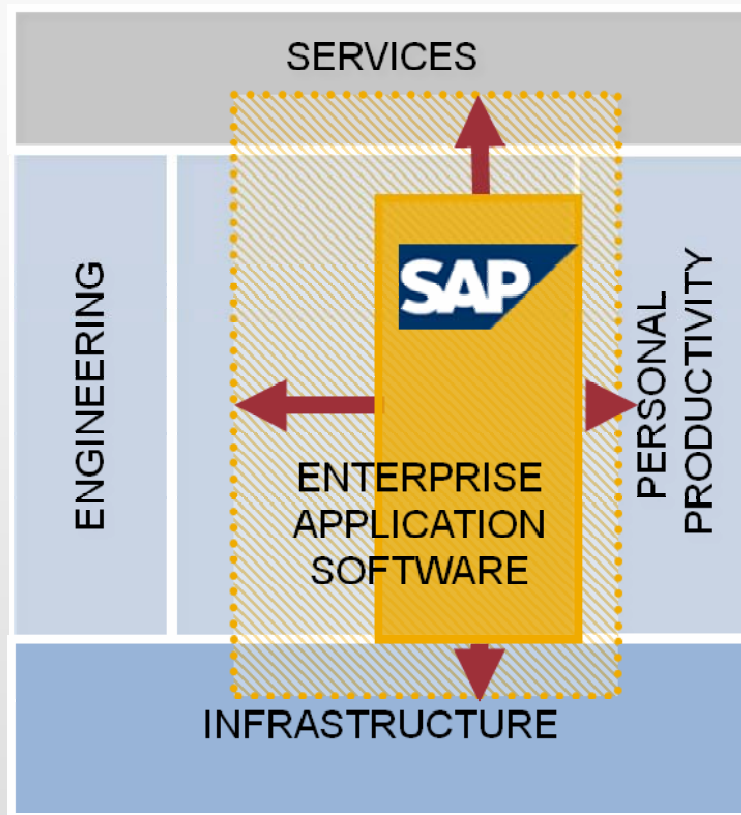 SERVICES
SAP
ENGINEERING
PERSONAL
PRODUCTIVITY
ENTERPRISE
APPLICATION
SOFTWARE
INFRASTRUCTURE